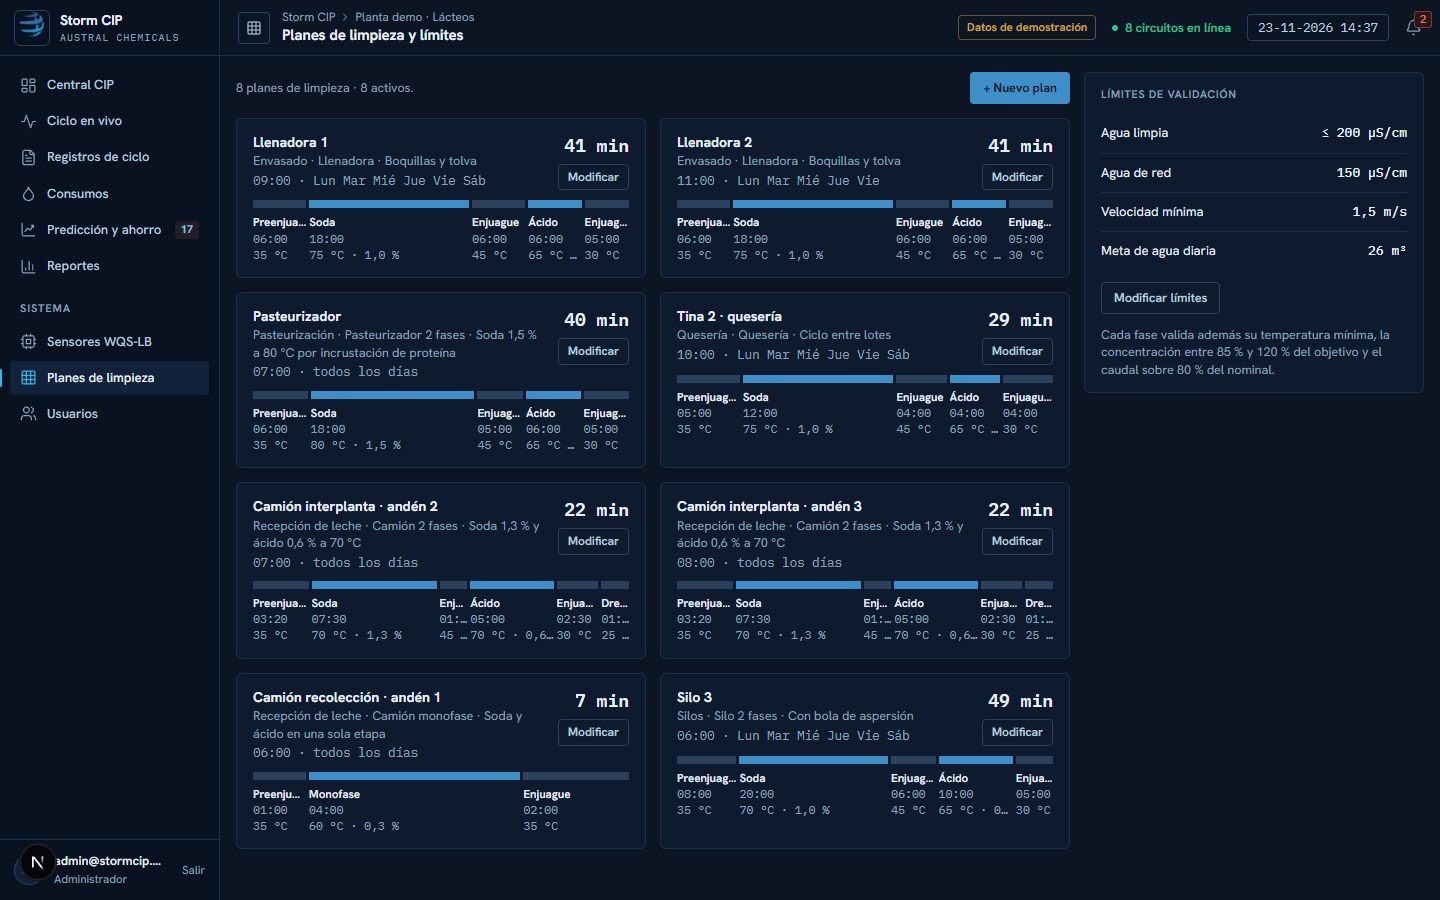 Storm CIP
AUSTRAL CHEMICALS
Central CIP
Ciclo en vivo
Registros de ciclo
Consumos
Predicción y ahorro 17
Reportes
SISTEMA
Sensores WQS-LB
Planes de limpieza
Usuarios
N
admin@stormcip....
Administrador
Salir
Storm CIP > Planta demo · Lácteos
Planes de limpieza y límites
Datos de demostración
8 circuitos en línea
23-11-2026 14:37
2
8 planes de limpieza · 8 activos.
+ Nuevo plan
Llenadora 1
41 min
Envasado · Llenadora · Boquillas y tolva
09:00 · Lun Mar Mié Jue Vie Sáb
Modificar
Preenjua... Soda Enjuague Ácido Enjuag...
06:00 18:00 06:00 06:00 05:00
35 °C 75 °C · 1,0 % 45 °C 65 °C … 30 °C
Llenadora 2
41 min
Envasado · Llenadora · Boquillas y tolva
11:00 · Lun Mar Mié Jue Vie
Modificar
Preenjua... Soda Enjuague Ácido Enjuag...
06:00 18:00 06:00 06:00 05:00
35 °C 75 °C · 1,0 % 45 °C 65 °C … 30 °C
Pasteurizador
40 min
Pasteurización · Pasteurizador 2 fases · Soda 1,5 %
a 80 °C por incrustación de proteína
07:00 · todos los días
Modificar
Preenjua... Soda Enjuag... Ácido Enjuag...
06:00 18:00 05:00 06:00 05:00
35 °C 80 °C · 1,5 % 45 °C 65 °C … 30 °C
Tina 2 · quesería
29 min
Quesería · Quesería · Ciclo entre lotes
10:00 · Lun Mar Mié Jue Vie Sáb
Modificar
Preenjuag... Soda Enjuague Ácido Enjuagu...
05:00 12:00 04:00 04:00 04:00
35 °C 75 °C · 1,0 % 45 °C 65 °C … 30 °C
Camión interplanta · andén 2
22 min
Recepción de leche · Camión 2 fases · Soda 1,3 % y
ácido 0,6 % a 70 °C
07:00 · todos los días
Modificar
Preenjua... Soda Enj... Ácido Enjua... Dre...
03:20 07:30 01:… 05:00 02:30 01:…
35 °C 70 °C · 1,3 % 45 … 70 °C · 0,6… 30 °C 25 …
Camión interplanta · andén 3
22 min
Recepción de leche · Camión 2 fases · Soda 1,3 % y
ácido 0,6 % a 70 °C
08:00 · todos los días
Modificar
Preenjua... Soda Enj... Ácido Enjua... Dre...
03:20 07:30 01:… 05:00 02:30 01:…
35 °C 70 °C · 1,3 % 45 … 70 °C · 0,6… 30 °C 25 …
Camión recolección · andén 1
7 min
Recepción de leche · Camión monofase · Soda y
ácido en una sola etapa
06:00 · todos los días
Modificar
Preenju... Monofase Enjuague
01:00 04:00 02:00
35 °C 60 °C · 0,3 % 35 °C
Silo 3
49 min
Silos · Silo 2 fases · Con bola de aspersión
06:00 · Lun Mar Mié Jue Vie Sáb
Modificar
Preenjuag... Soda Enjuag... Ácido Enjua...
08:00 20:00 06:00 10:00 05:00
35 °C 70 °C · 1,0 % 45 °C 65 °C · 0… 30 °C
LÍMITES DE VALIDACIÓN
Agua limpia ≤ 200 µS/cm
Agua de red 150 µS/cm
Velocidad mínima 1,5 m/s
Meta de agua diaria 26 m³
Modificar límites
Cada fase valida además su temperatura mínima, la
concentración entre 85 % y 120 % del objetivo y el
caudal sobre 80 % del nominal.